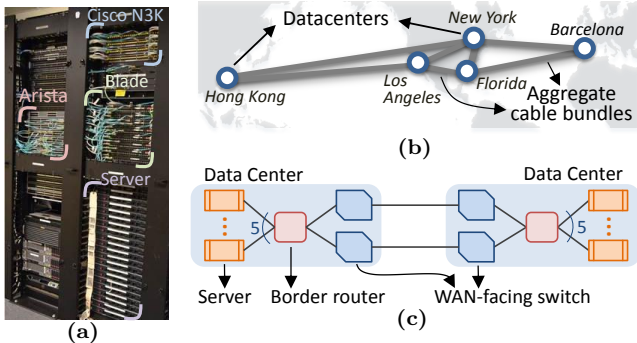 Cisco N3K
Blade
Arista
Server
(a)
Datacenters
New York
Barcelona
Hong Kong
Los
Angeles
Florida
Aggregate
cable bundles
(b)
Data Center
Data Center
5
5
Server
Border router
WAN-facing switch
(c)